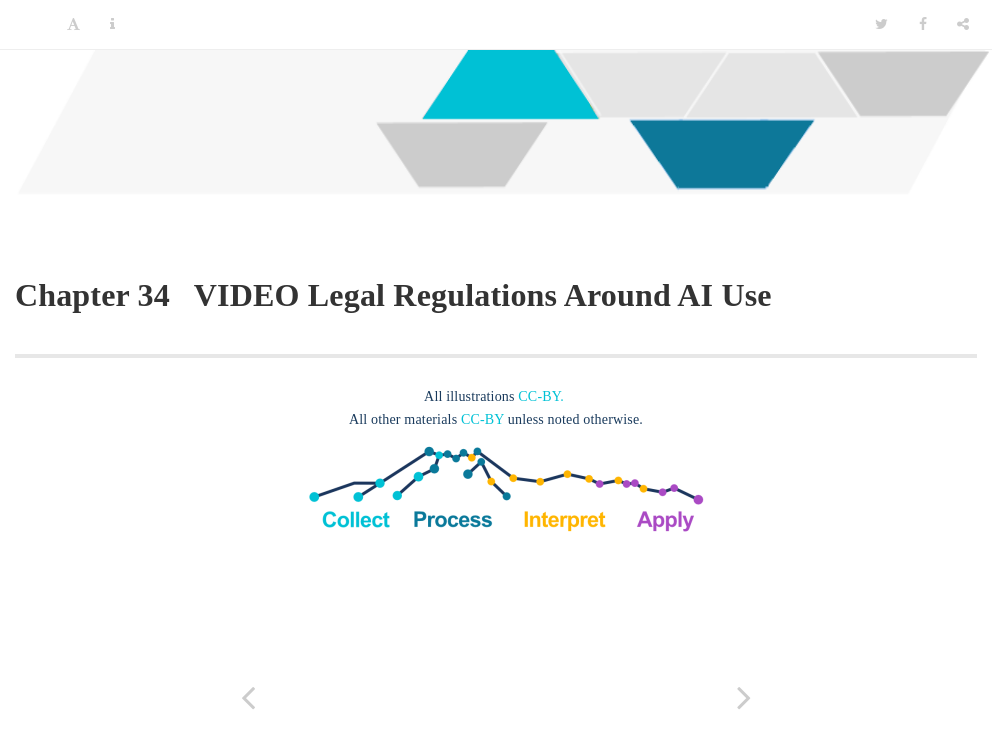 Chapter 34 VIDEO Legal Regulations Around AI Use
All illustrations CC-BY.
All other materials CC-BY unless noted otherwise.
Collect Process Interpret Apply